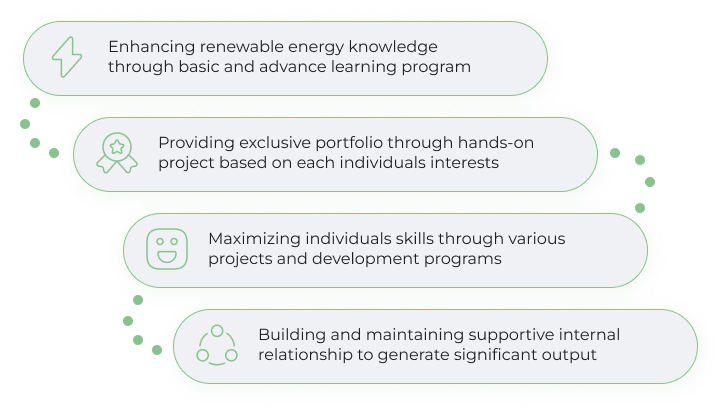 Enhancing renewable energy knowledge
through basic and advance learning program
Providing exclusive portfolio through hands-on
project based on each individuals interests
Maximizing individuals skills through various
projects and development programs
Building and maintaining supportive internal
relationship to generate significant output